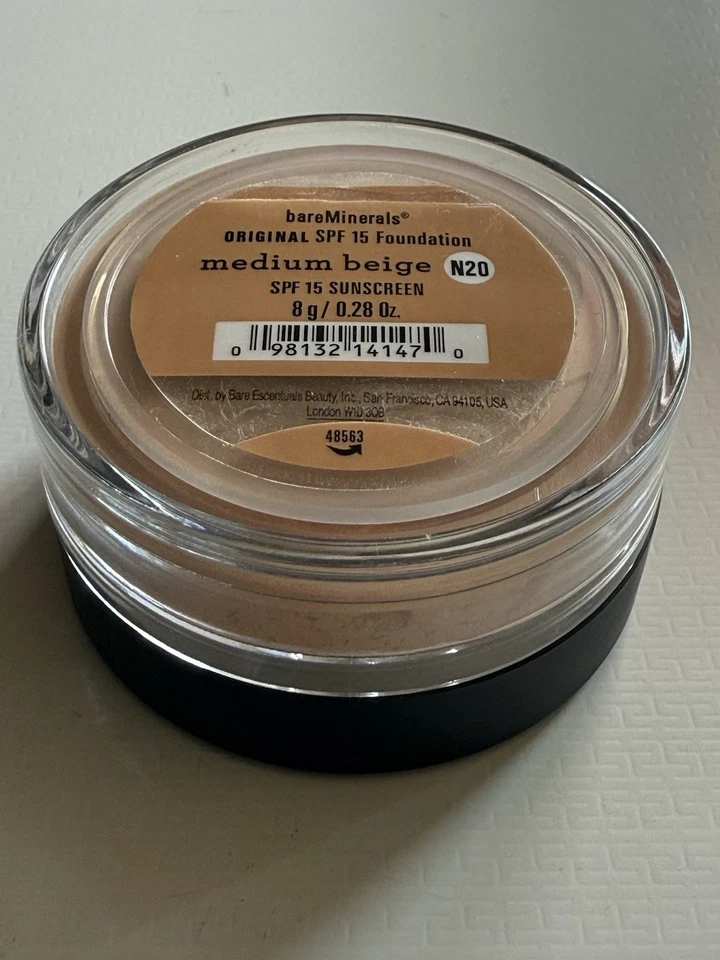 bareMinerals®
ORIGINAL SPF 15 Foundation
medium beige N20
SPF 15 SUNSCREEN
8 g / 0.28 Oz.
0 98132 14147 0
Dist. by Bare Escentuals Beauty, Inc., San Francisco, CA 94105, USA
London W1D 3QB
48563